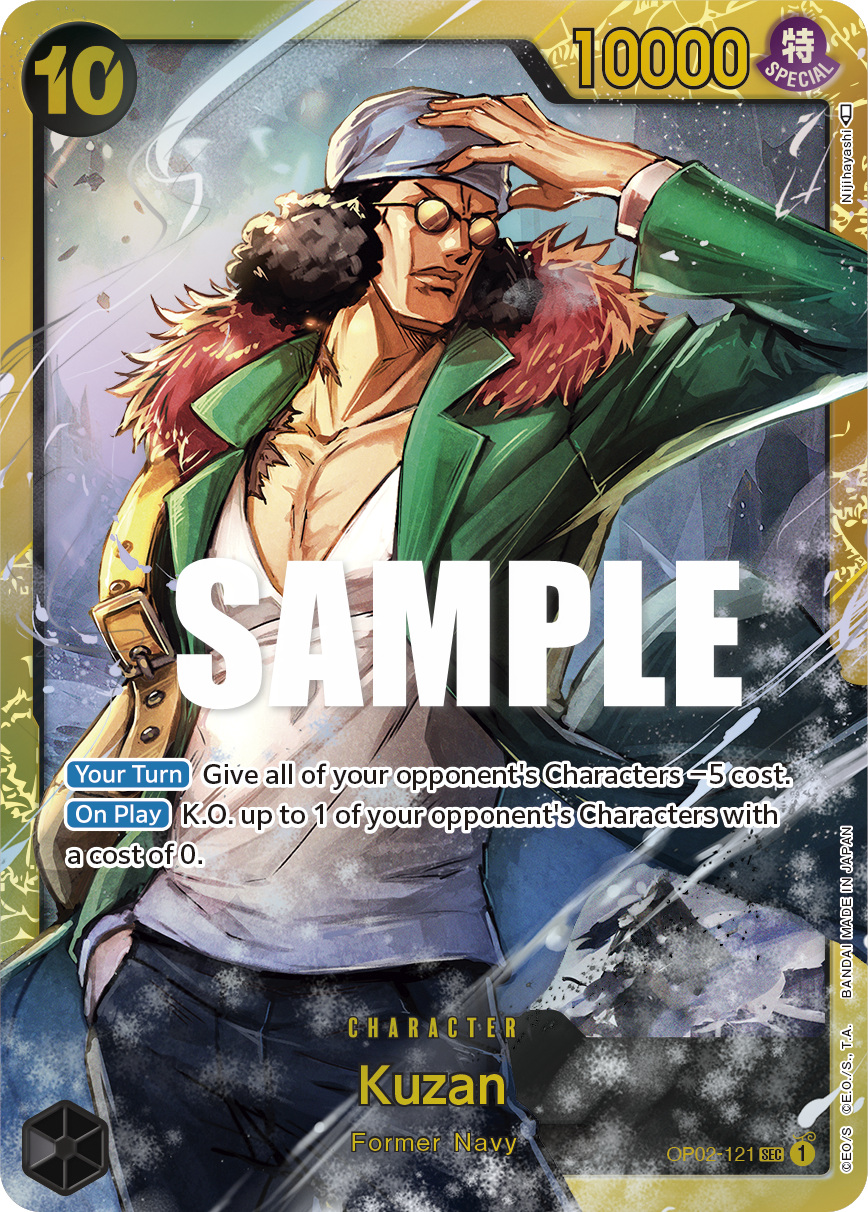 10
10000
特
SPECIAL
Nijihayashi
SAMPLE
Your Turn Give all of your opponent's Characters −5 cost.
On Play K.O. up to 1 of your opponent's Characters with
a cost of 0.
CHARACTER
Kuzan
Former Navy
OP02-121 SEC 1
©EO/S ©E.O./S., T.A. BANDAI MADE IN JAPAN